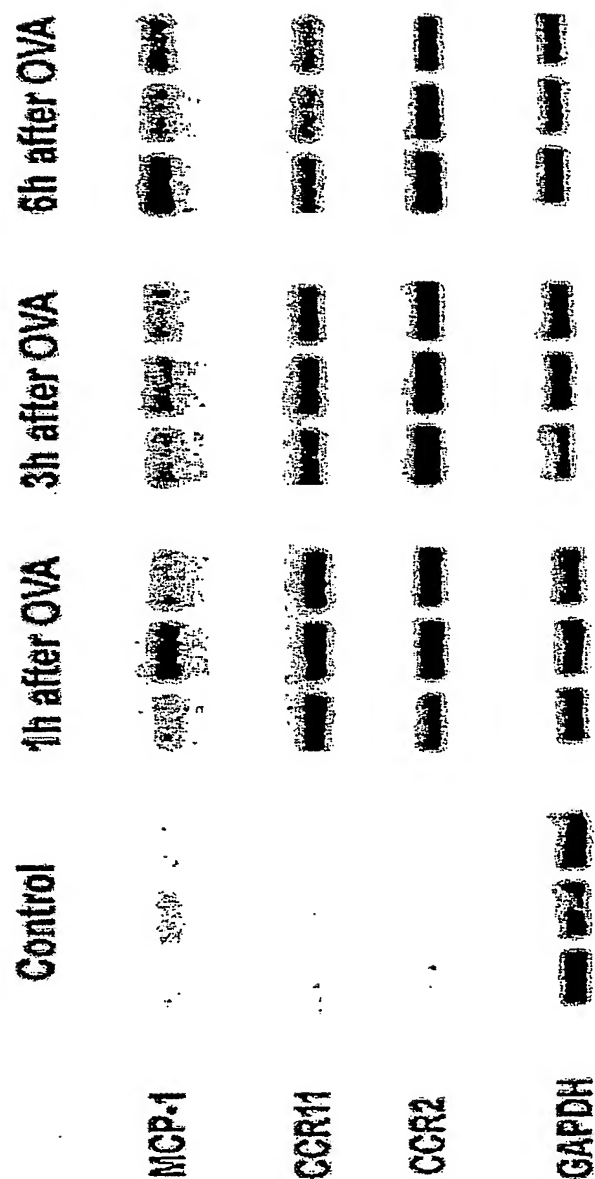 Control
1h after OVA
3h after OVA
6h after OVA
MCP-1
CCR11
CCR2
GAPDH